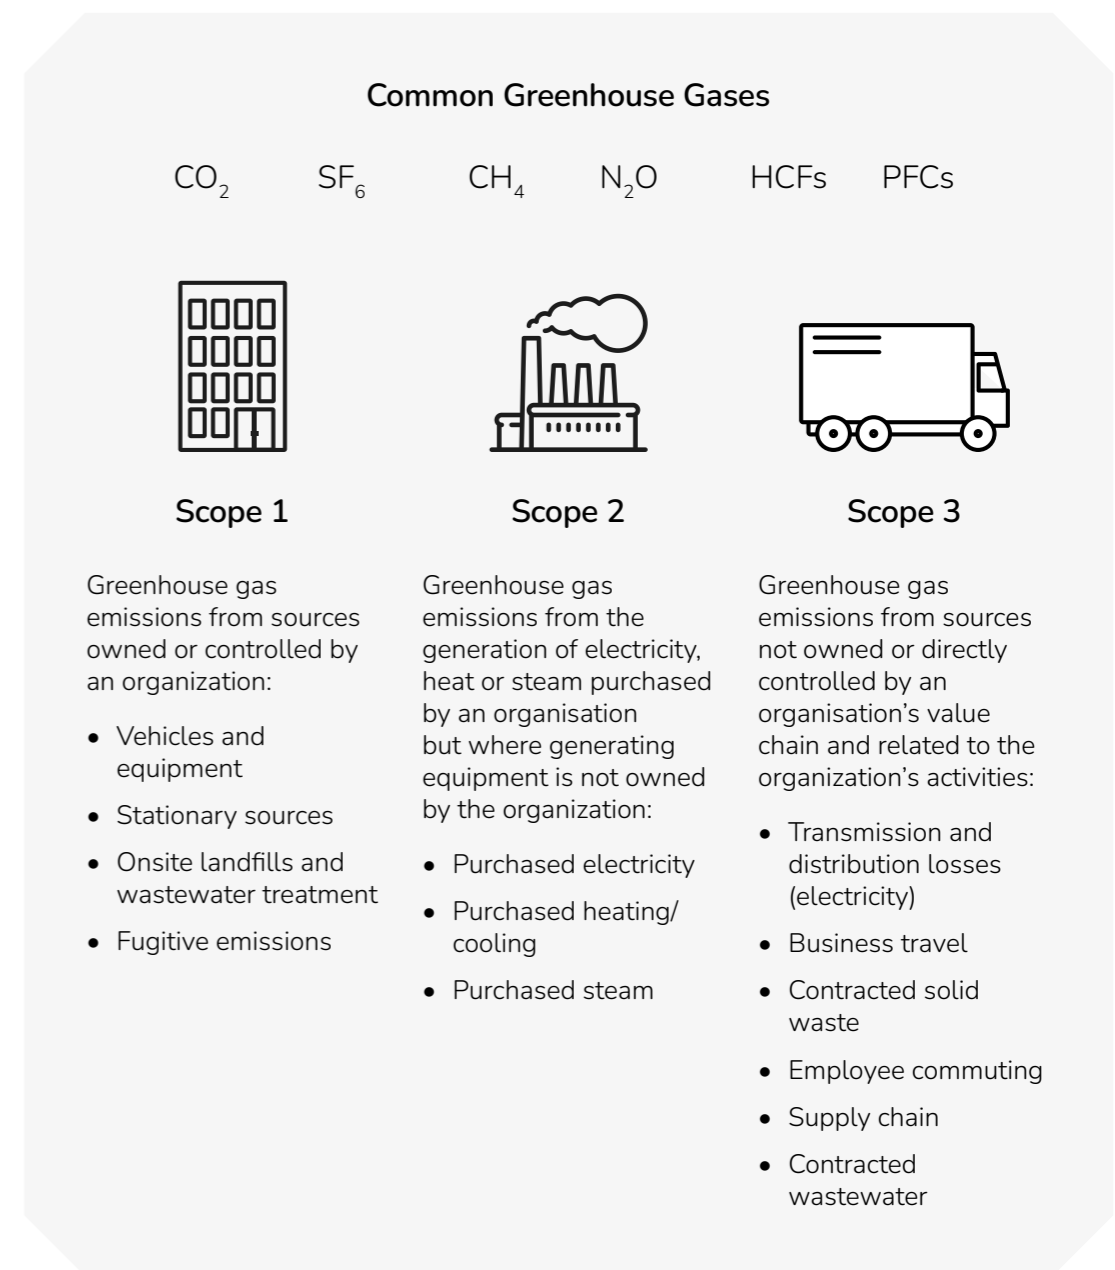 Common Greenhouse Gases
CO₂ SF₆ CH₄ N₂O HCFs PFCs
Scope 1
Greenhouse gas
emissions from sources
owned or controlled by
an organization:
• Vehicles and
equipment
• Stationary sources
• Onsite landfills and
wastewater treatment
• Fugitive emissions
Scope 2
Greenhouse gas
emissions from the
generation of electricity,
heat or steam purchased
by an organisation
but where generating
equipment is not owned
by the organization:
• Purchased electricity
• Purchased heating/
cooling
• Purchased steam
Scope 3
Greenhouse gas
emissions from sources
not owned or directly
controlled by an
organisation’s value
chain and related to the
organization’s activities:
• Transmission and
distribution losses
(electricity)
• Business travel
• Contracted solid
waste
• Employee commuting
• Supply chain
• Contracted
wastewater